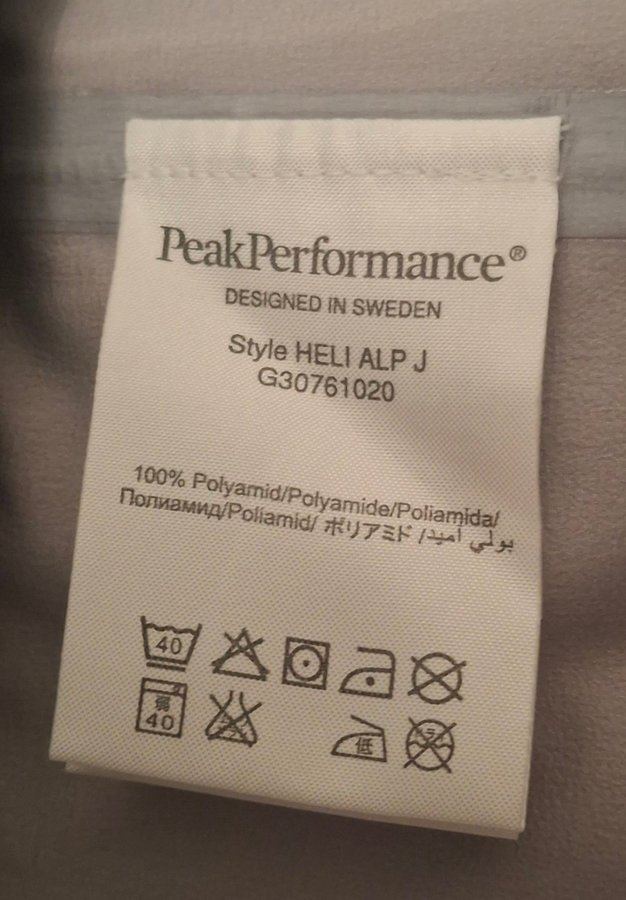 PeakPerformance®
DESIGNED IN SWEDEN
Style HELI ALP J
G30761020
100% Polyamid/Polyamide/Poliamida/
Полиамид/Poliamid/ ポリアミド /بولي أميد
40
弱
40
低